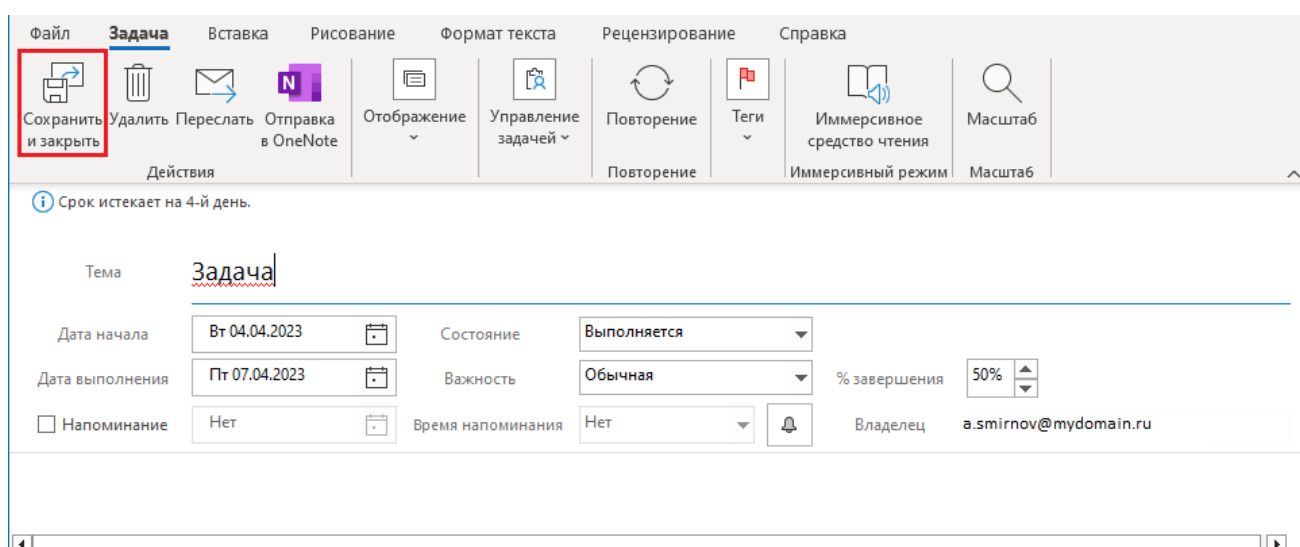 Файл Задача Вставка Рисование Формат текста Рецензирование Справка
Сохранить и закрыть
Удалить
Переслать
Отправка в OneNote
Отображение
Управление задачей
Повторение
Теги
Иммерсивное средство чтения
Масштаб
Действия Повторение Иммерсивный режим Масштаб
Срок истекает на 4-й день.
Тема Задача
Дата начала Вт 04.04.2023 Состояние Выполняется
Дата выполнения Пт 07.04.2023 Важность Обычная % завершения 50%
Напоминание Нет Время напоминания Нет Владелец a.smirnov@mydomain.ru